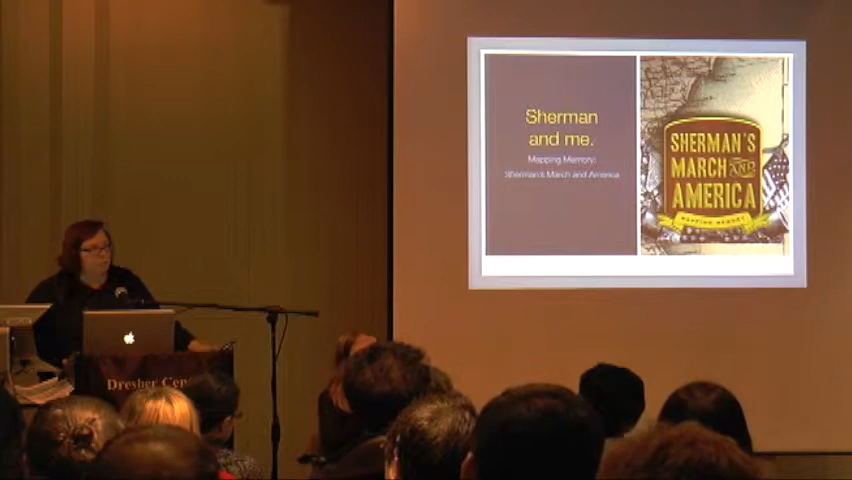 Sherman
and me.
Mapping Memory:
Sherman's March and America
SHERMAN'S
MARCH AND
AMERICA
MAPPING MEMORY
Dresher Cen